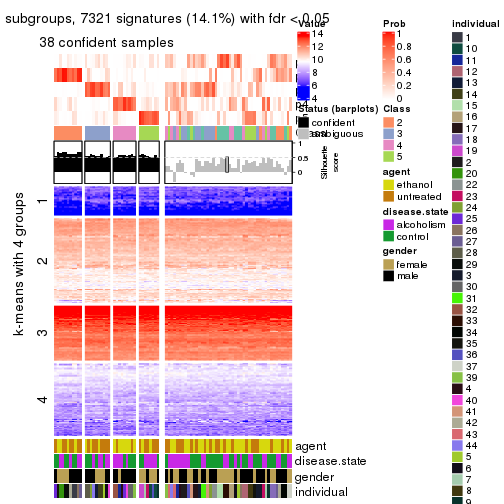 subgroups, 7321 signatures (14.1%) with fdr < 0.05
38 confident samples
k-means with 4 groups
1
2
3
4
1
0.5
0
Silhouette
score
agent
disease.state
gender
individual
Value
14
12
10
8
6
4
Status (barplots)
confident
ambiguous
Prob
1
0.8
0.6
0.4
0.2
0
Class
2
3
4
5
agent
ethanol
untreated
disease.state
alcoholism
control
gender
female
male
individual
1
10
11
12
13
14
15
16
17
18
19
2
20
22
23
24
25
26
27
28
29
3
30
31
32
33
34
35
36
37
39
4
40
41
42
43
44
5
6
7
8
9